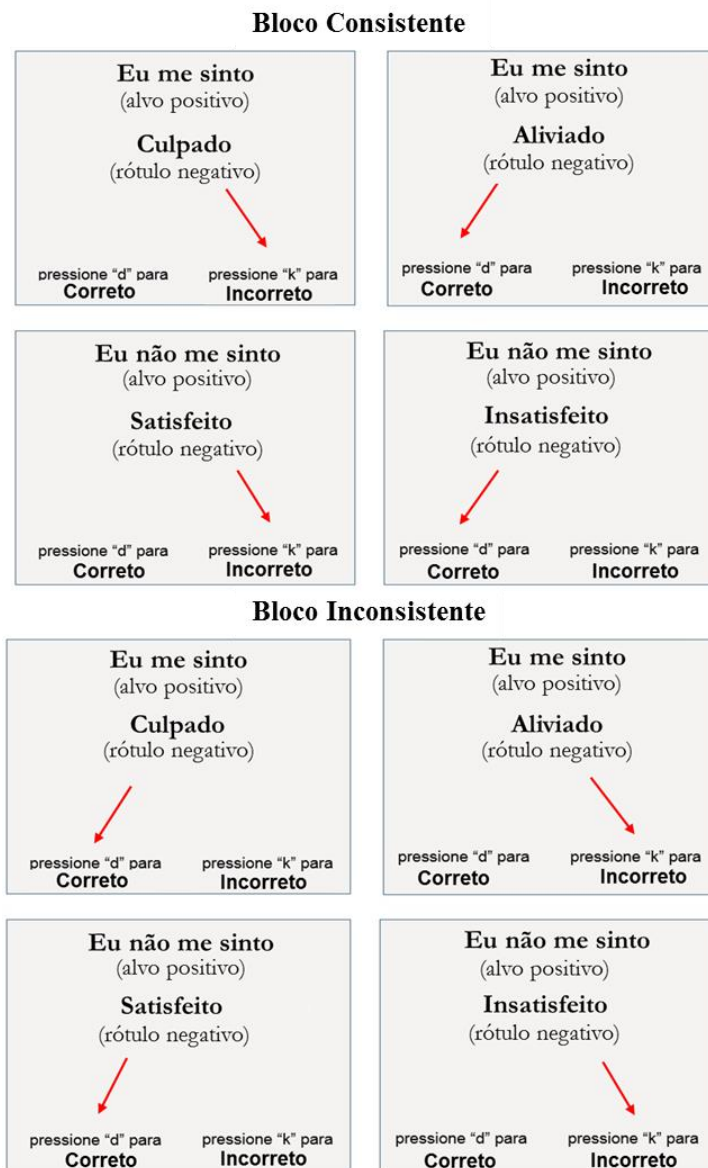 Bloco Consistente
Eu me sinto
(alvo positivo)
Culpado
(rótulo negativo)
pressione “d” para
Correto
pressione “k” para
Incorreto
Eu me sinto
(alvo positivo)
Aliviado
(rótulo negativo)
pressione “d” para
Correto
pressione “k” para
Incorreto
Eu não me sinto
(alvo positivo)
Satisfeito
(rótulo negativo)
pressione “d” para
Correto
pressione “k” para
Incorreto
Eu não me sinto
(alvo positivo)
Insatisfeito
(rótulo negativo)
pressione “d” para
Correto
pressione “k” para
Incorreto
Bloco Inconsistente
Eu me sinto
(alvo positivo)
Culpado
(rótulo negativo)
pressione “d” para
Correto
pressione “k” para
Incorreto
Eu me sinto
(alvo positivo)
Aliviado
(rótulo negativo)
pressione “d” para
Correto
pressione “k” para
Incorreto
Eu não me sinto
(alvo positivo)
Satisfeito
(rótulo negativo)
pressione “d” para
Correto
pressione “k” para
Incorreto
Eu não me sinto
(alvo positivo)
Insatisfeito
(rótulo negativo)
pressione “d” para
Correto
pressione “k” para
Incorreto